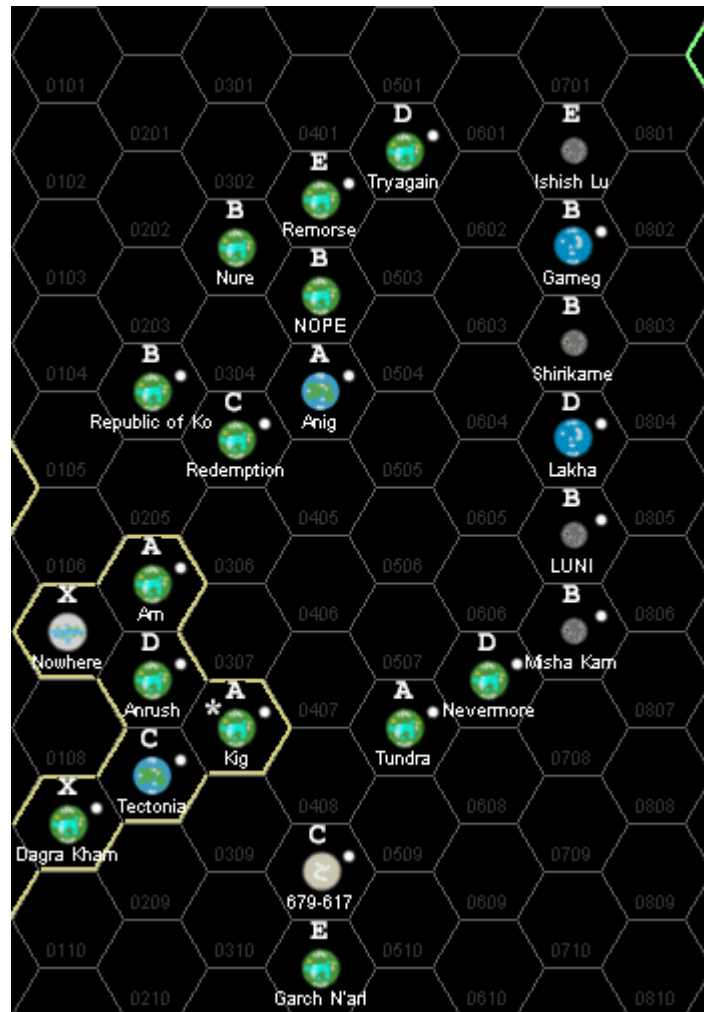 0101 0301 0501 0701
D E
0201 0401 0601 0801
E
0102 0302 Tryagain Ishish Lu
B B
0202 Remorse 0602 0802
B
0103 Nure 0503 Gameg
B
0203 NOPE 0603 0803
B A
0104 0304 0504 Shirikame
C D
Republic of Ko Anig 0604 0804
0105 Redemption 0505 Lakha
B
0205 0405 0605 0805
A
0106 0306 0506 LUNI
X B
Am 0406 0606 0806
D D
Nowhere 0307 0507 Misha Kam
A A
* Anrush 0407 Nevermore 0807
C
0108 Kig Tundra 0708
X
Tectonia 0408 0608 0808
C
Dagra Kham 0309 0509 0709
0209 679-617 0609 0809
E
0110 0310 0510 0710
0210 Garch N'arl 0610 0810